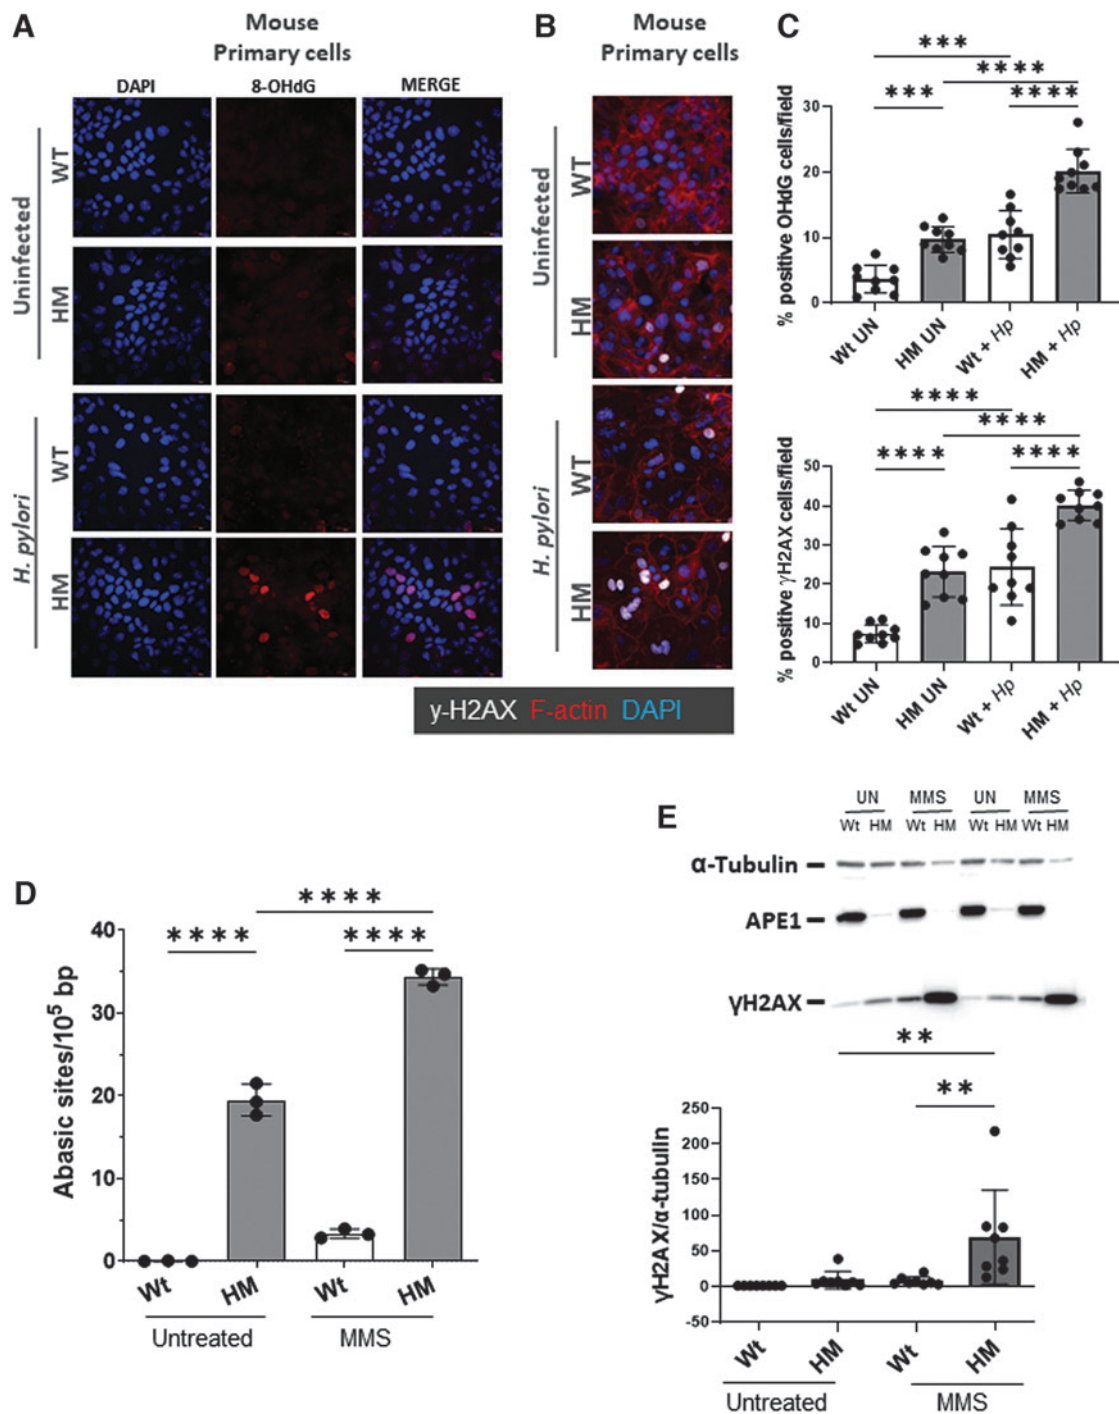 A
Mouse
Primary cells
DAPI
8-OHdG
MERGE
Uninfected
WT
HM
H. pylori
WT
HM
B
Mouse
Primary cells
Uninfected
WT
HM
H. pylori
WT
HM
y-H2AX F-actin DAPI
C
***
****
***
****
% positive OHdG cells/field
30
20
10
0
Wt UN
HM UN
Wt + Hp
HM + Hp
****
****
****
****
% positive γH2AX cells/field
50
40
30
20
10
0
Wt UN
HM UN
Wt + Hp
HM + Hp
D
****
****
****
Abasic sites/10⁵ bp
40
30
20
10
0
Wt
HM
Wt
HM
Untreated
MMS
E
UN MMS UN MMS
Wt HM Wt HM Wt HM Wt HM
α-Tubulin
APE1
γH2AX
**
**
γH2AX/α-tubulin
250
200
150
100
50
0
-50
Wt
HM
Wt
HM
Untreated
MMS